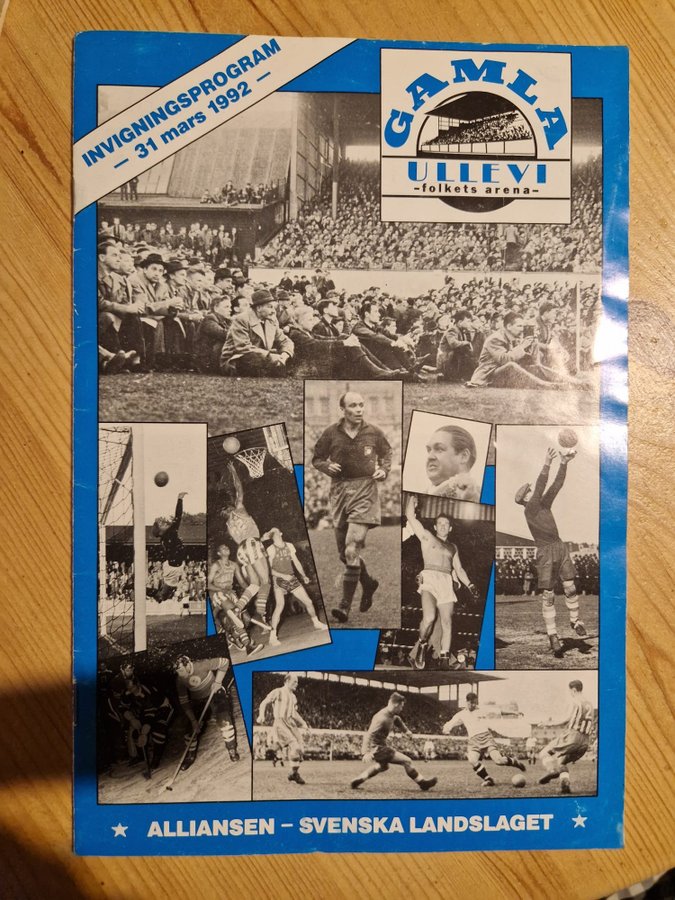 INVIGNINGSPROGRAM
– 31 mars 1992 –
GAMLA
ULLEVI
-folkets arena-
★ ALLIANSEN – SVENSKA LANDSLAGET ★